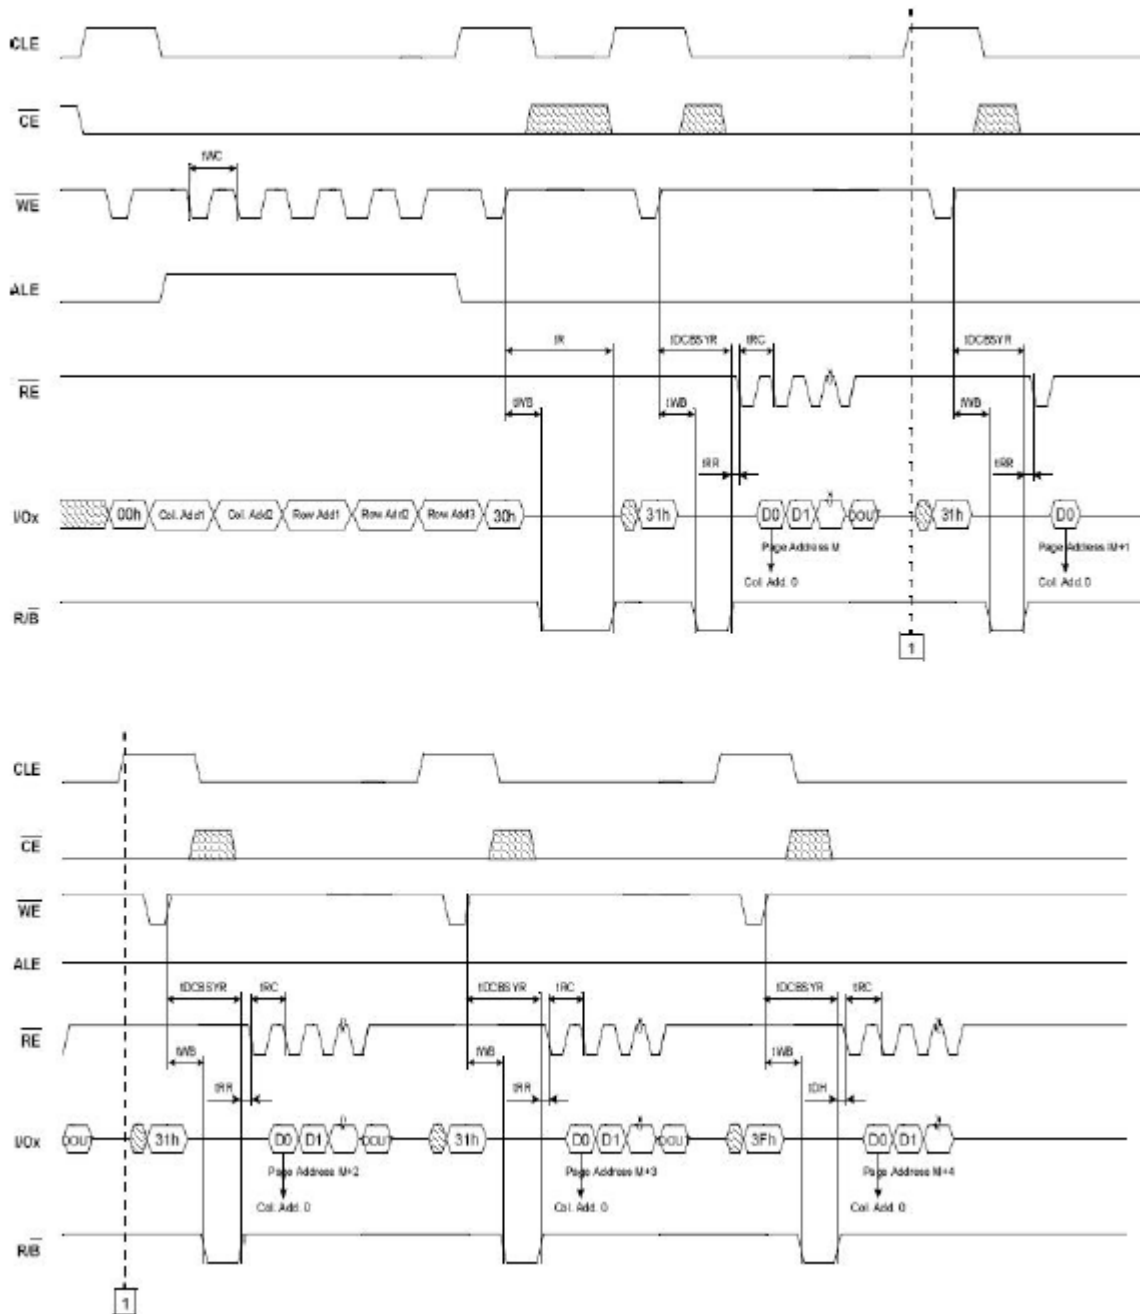 CLE
CE
tWC
WE
ALE
tR tDCBSYR tRC tDCBSYR
RE
tWB tWB tWB
tRR tRR
I/Ox 00h Col. Add1 Col. Add2 Row Add1 Row Add2 Row Add3 30h 31h D0 D1 DOUT 31h D0
Page Address M Page Address M+1
Col. Add. 0 Col. Add. 0
R/B
1
CLE
CE
WE
ALE
tDCBSYR tRC tDCBSYR tRC tDCBSYR tRC
RE
tWB tWB tWB
tRR tRR tDH
I/Ox DOUT 31h D0 D1 DOUT 31h D0 D1 DOUT 3Fh D0 D1
Page Address M+2 Page Address M+3 Page Address M+4
Col. Add. 0 Col. Add. 0 Col. Add. 0
R/B
1